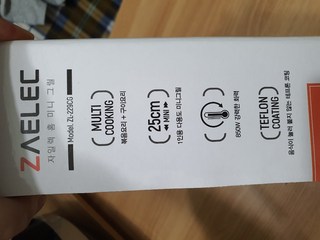 ZAELEC
자일렉 홈 미니 그릴
Model. ZL-229CG
MULTI
COOKING
볶음요리 + 구이요리
25cm
◀◀ MINI ▶▶
1인용 다용도 미니그릴
850W 강력한 화력
TEFLON
COATING
음식이 눌러 붙지 않는 테프론 코팅